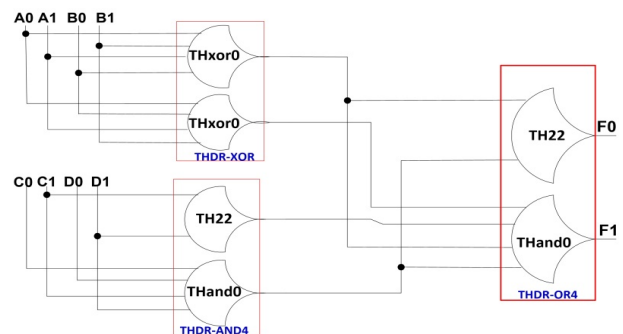 A0 A1 B0 B1
THxor0
THxor0
THDR-XOR
C0 C1 D0 D1
TH22
THand0
THDR-AND4
TH22
F0
THand0
F1
THDR-OR4